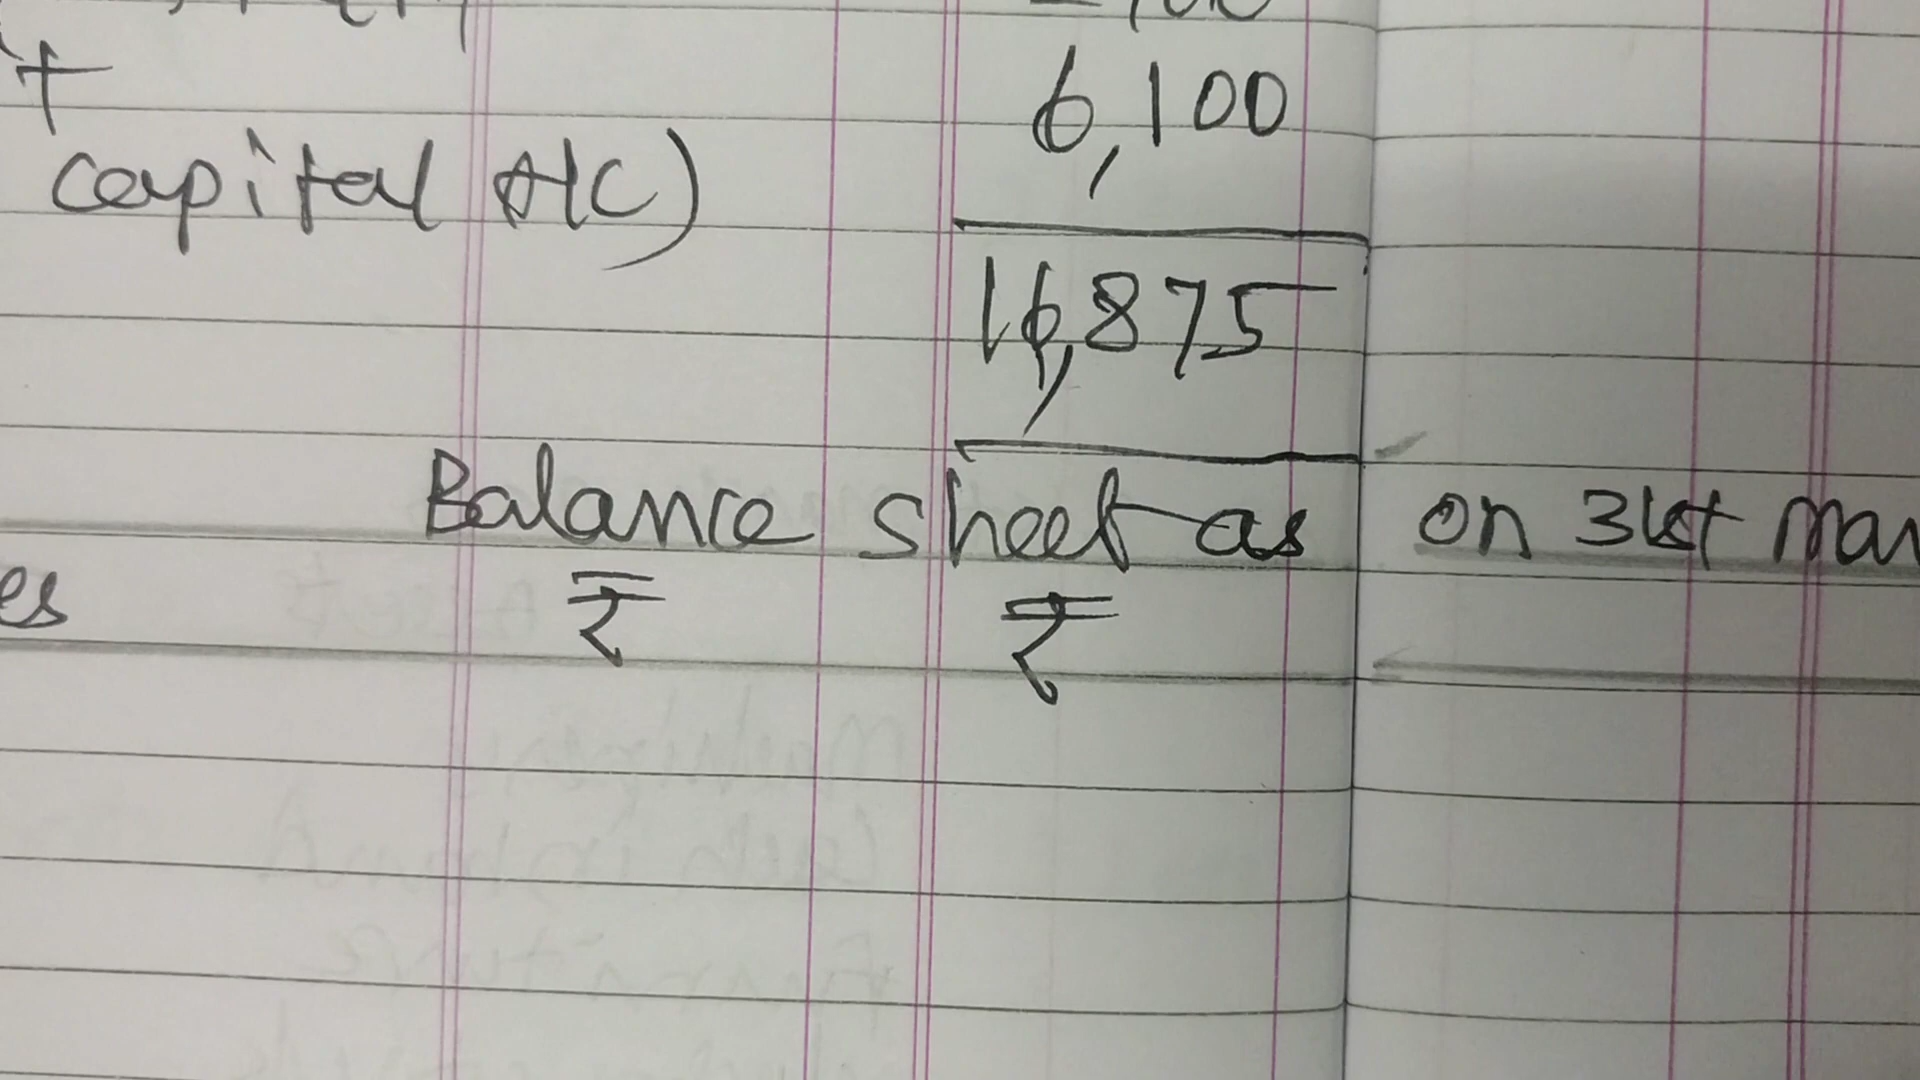 6,100
capital A/C)
16,875
Balance sheet as on 31st Mar
es ₹ ₹